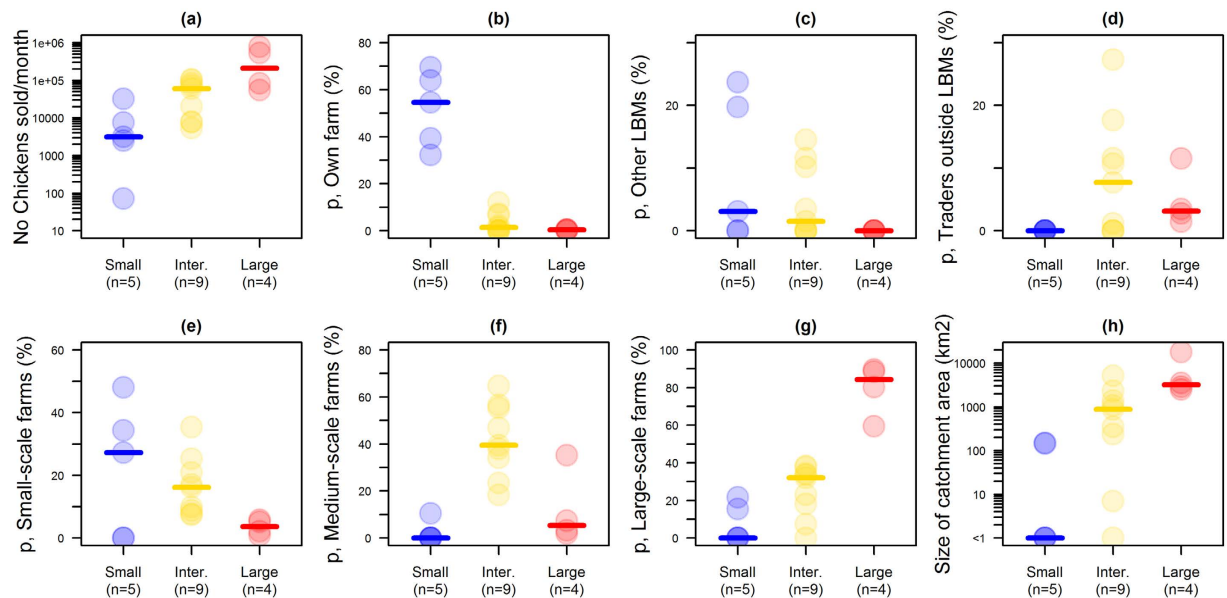 (a)
No Chickens sold/month
1e+06
1e+05
10000
1000
100
10
Small Inter. Large
(n=5) (n=9) (n=4)
(b)
p, Own farm (%)
80
60
40
20
0
Small Inter. Large
(n=5) (n=9) (n=4)
(c)
p, Other LBMs (%)
20
0
Small Inter. Large
(n=5) (n=9) (n=4)
(d)
p, Traders outside LBMs (%)
20
0
Small Inter. Large
(n=5) (n=9) (n=4)
(e)
p, Small-scale farms (%)
60
40
20
0
Small Inter. Large
(n=5) (n=9) (n=4)
(f)
p, Medium-scale farms (%)
80
60
40
20
0
Small Inter. Large
(n=5) (n=9) (n=4)
(g)
p, Large-scale farms (%)
100
80
60
40
20
0
Small Inter. Large
(n=5) (n=9) (n=4)
(h)
Size of catchment area (km2)
10000
1000
100
10
<1
Small Inter. Large
(n=5) (n=9) (n=4)